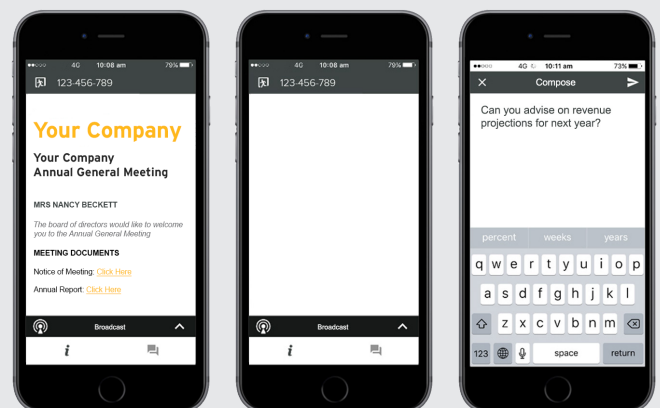 4G 10:08 am 79%
123-456-789
Your Company
Your Company
Annual General Meeting
MRS NANCY BECKETT
The board of directors would like to welcome
you to the Annual General Meeting
MEETING DOCUMENTS
Notice of Meeting: Click Here
Annual Report: Click Here
Broadcast
i
4G 10:08 am 79%
123-456-789
Broadcast
i
4G 10:11 am 73%
Compose
Can you advise on revenue
projections for next year?
percent weeks years
q w e r t y u i o p
a s d f g h j k l
z x c v b n m
123 space return